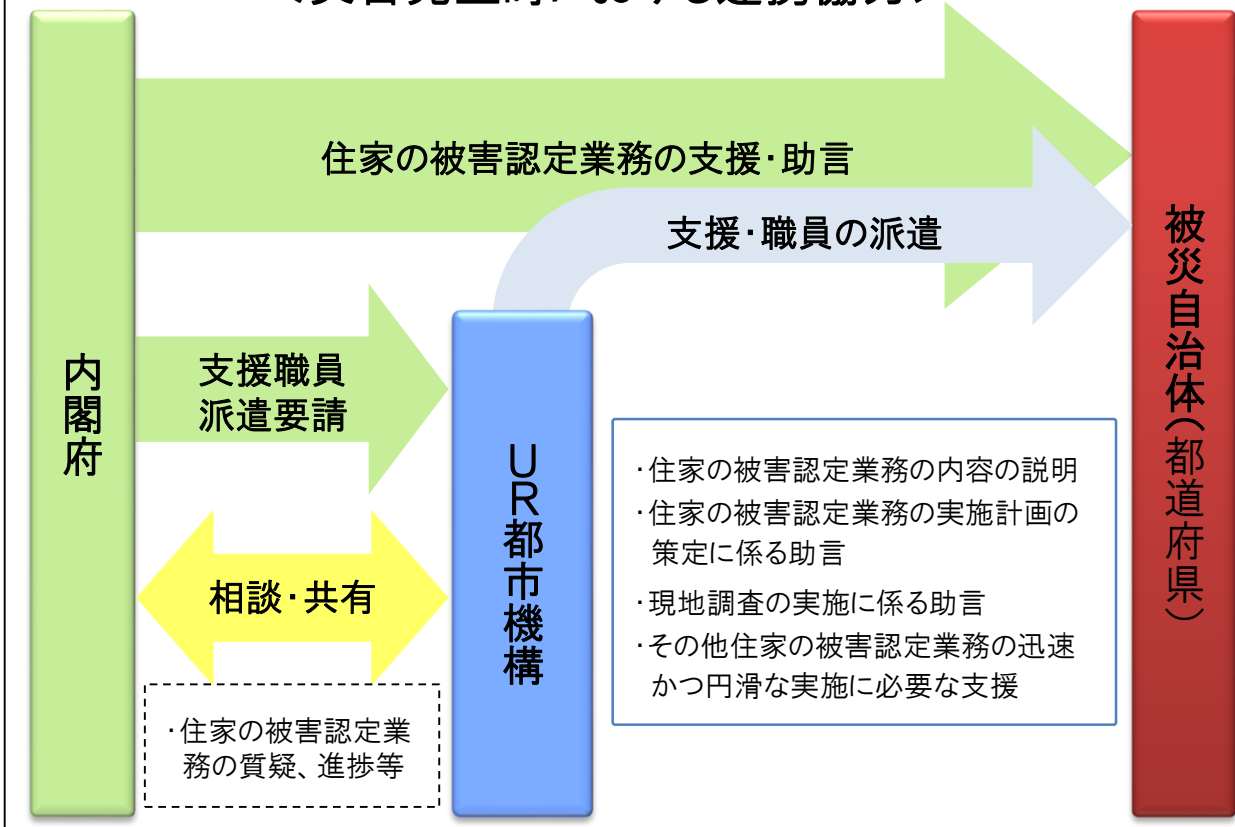 住家の被害認定業務の支援・助言
支援・職員の派遣
内閣府
支援職員
派遣要請
UR都市機構
被災自治体(都道府県)
・住家の被害認定業務の内容の説明
・住家の被害認定業務の実施計画の
策定に係る助言
・現地調査の実施に係る助言
・その他住家の被害認定業務の迅速
かつ円滑な実施に必要な支援
相談・共有
・住家の被害認定業
務の質疑、進捗等